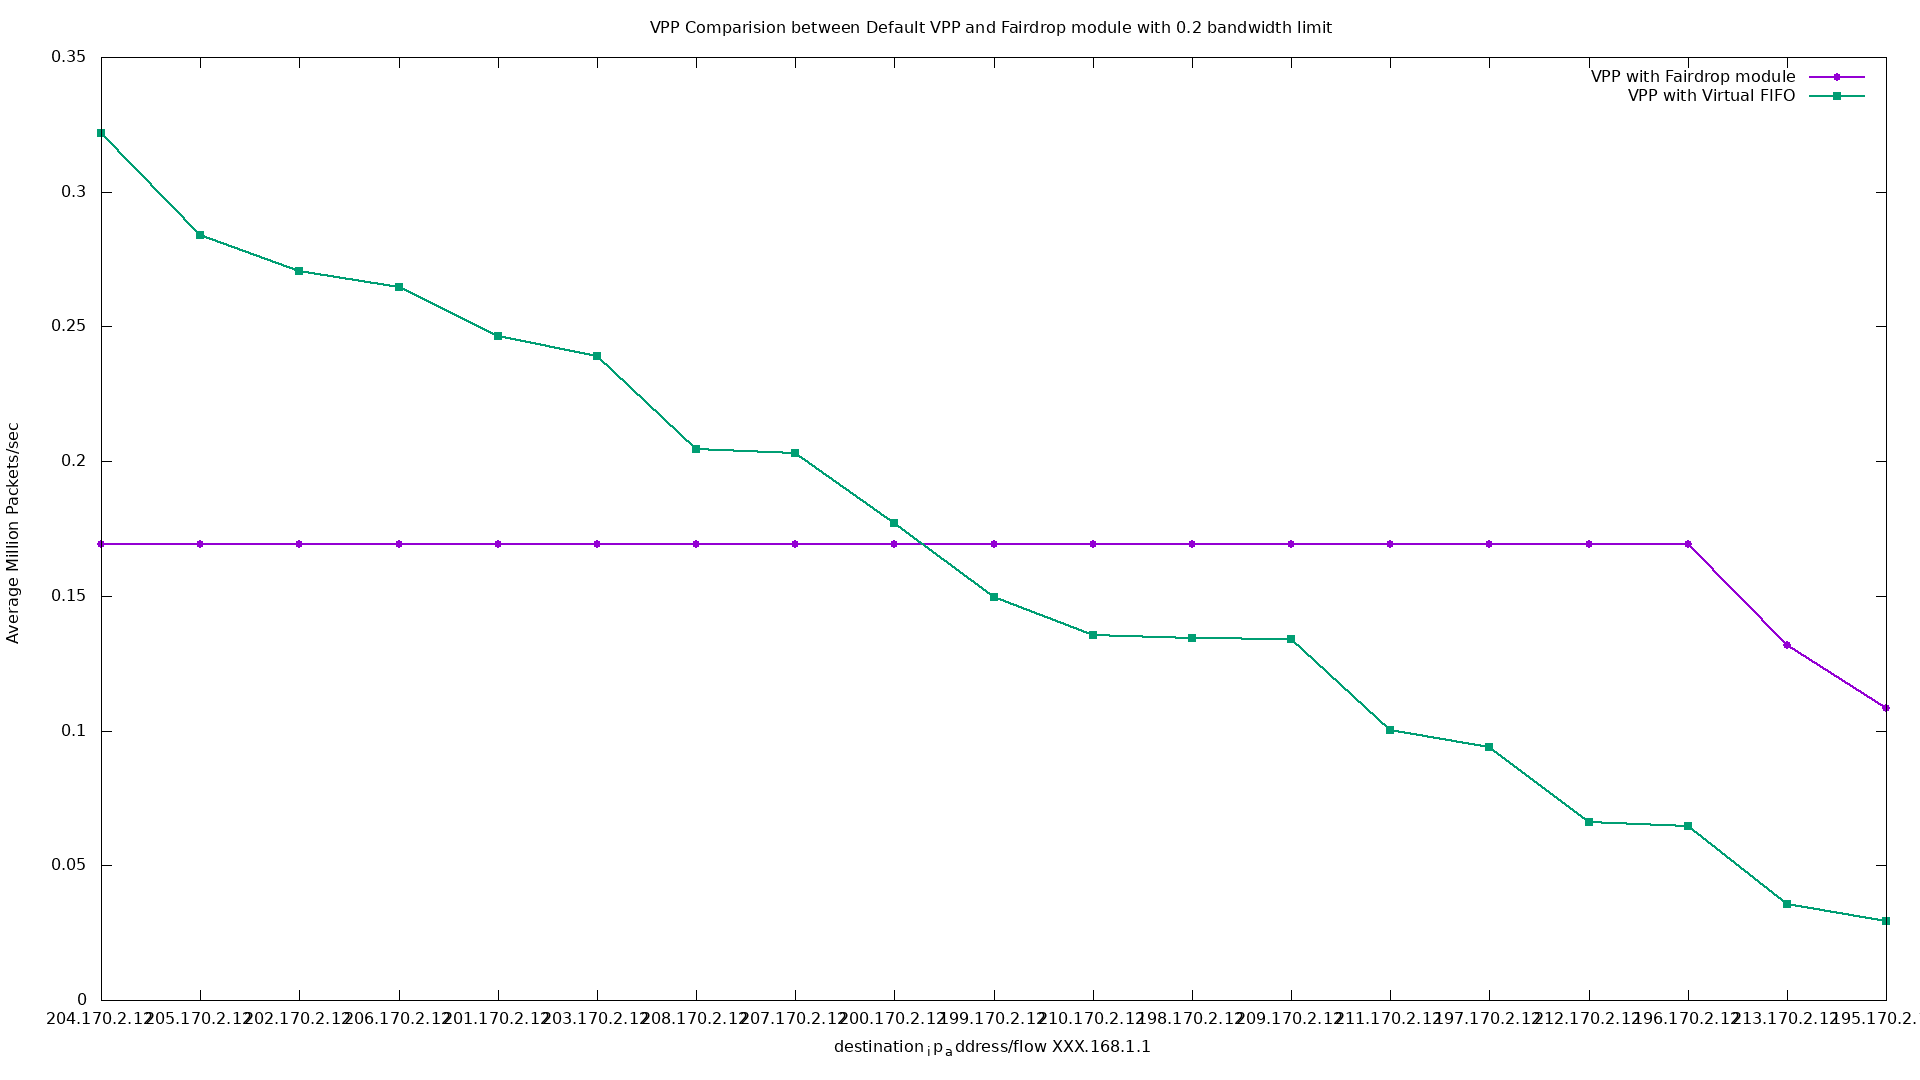 VPP Comparision between Default VPP and Fairdrop module with 0.2 bandwidth limit
VPP with Fairdrop module
VPP with Virtual FIFO
0.35
0.3
0.25
0.2
0.15
0.1
0.05
0
Average Million Packets/sec
204.170.2.12 205.170.2.12 202.170.2.12 206.170.2.12 201.170.2.12 203.170.2.12 208.170.2.12 207.170.2.12 200.170.2.12 199.170.2.12 210.170.2.12 198.170.2.12 209.170.2.12 211.170.2.12 197.170.2.12 212.170.2.12 196.170.2.12 213.170.2.12 195.170.2.
destination_ip_address/flow XXX.168.1.1